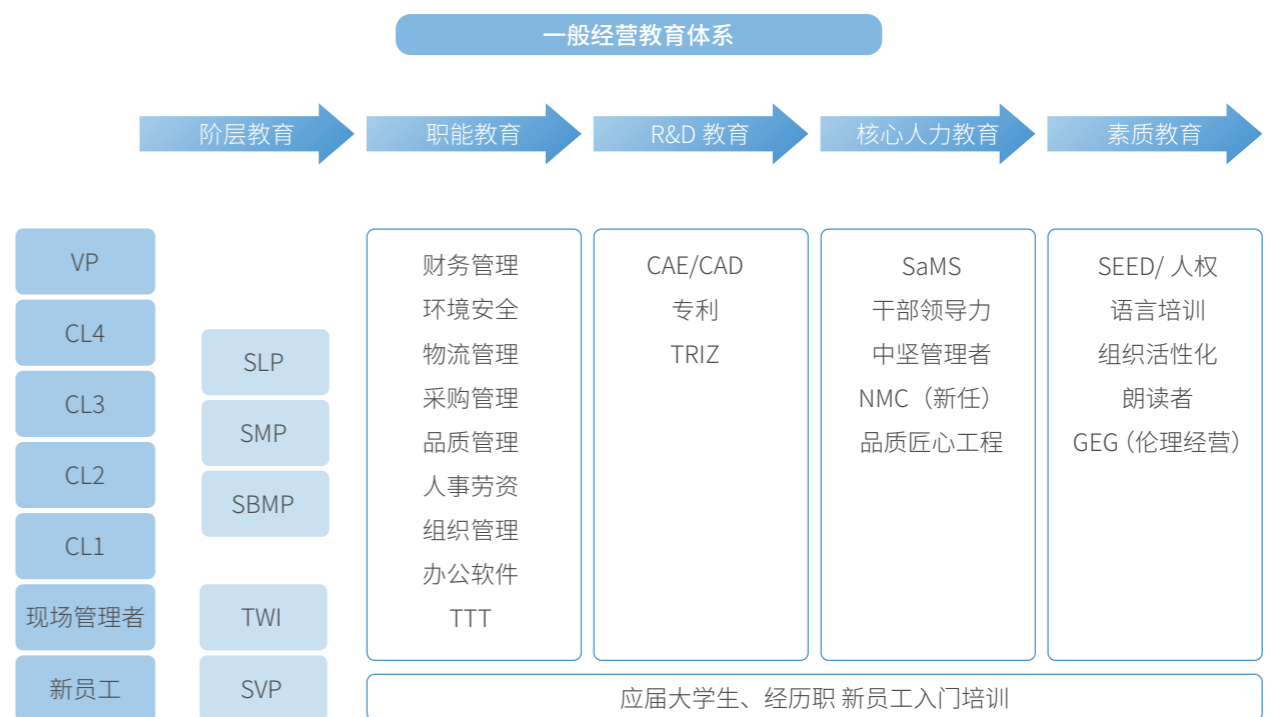 一般经营教育体系
阶层教育
职能教育
R&D 教育
核心人力教育
素质教育
VP
CL4
CL3
CL2
CL1
现场管理者
新员工
SLP
SMP
SBMP
TWI
SVP
财务管理
环境安全
物流管理
采购管理
品质管理
人事劳资
组织管理
办公软件
TTT
CAE/CAD
专利
TRIZ
SaMS
干部领导力
中坚管理者
NMC（新任）
品质匠心工程
SEED/ 人权
语言培训
组织活性化
朗读者
GEG（伦理经营）
应届大学生、经历职 新员工入门培训